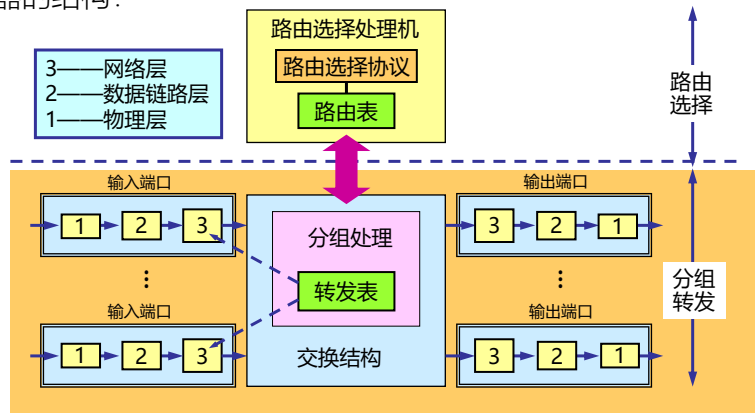 器的结构：
路由选择处理机
路由选择协议
路由表
3——网络层
2——数据链路层
1——物理层
路由
选择
输入端口
1 2 3
输出端口
3 2 1
分组处理
转发表
交换结构
⋮
⋮
分组
转发
输入端口
1 2 3
输出端口
3 2 1